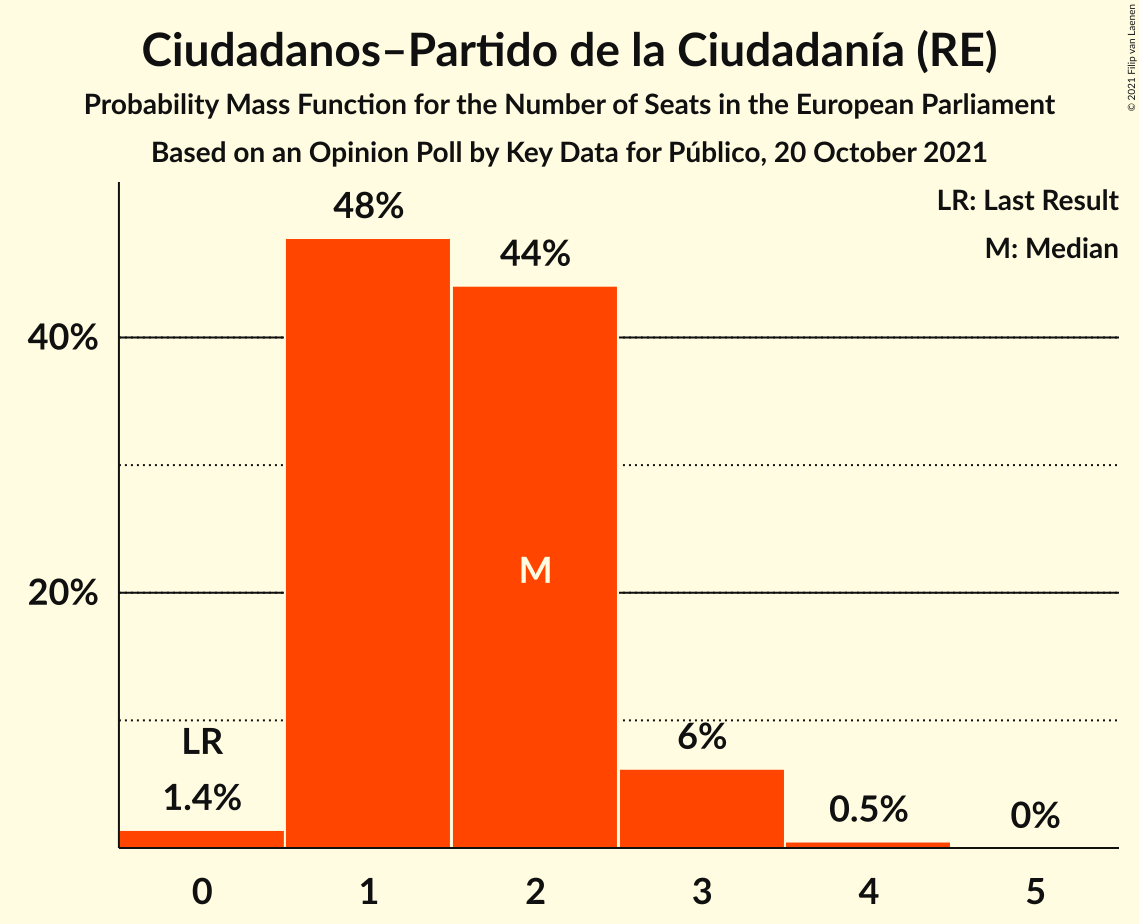 Ciudadanos–Partido de la Ciudadanía (RE)
Probability Mass Function for the Number of Seats in the European Parliament
Based on an Opinion Poll by Key Data for Público, 20 October 2021
© 2021 Filip van Laenen
LR: Last Result
M: Median
48%
44%
40%
M
20%
LR
6%
1.4%
0.5%
0%
0 1 2 3 4 5